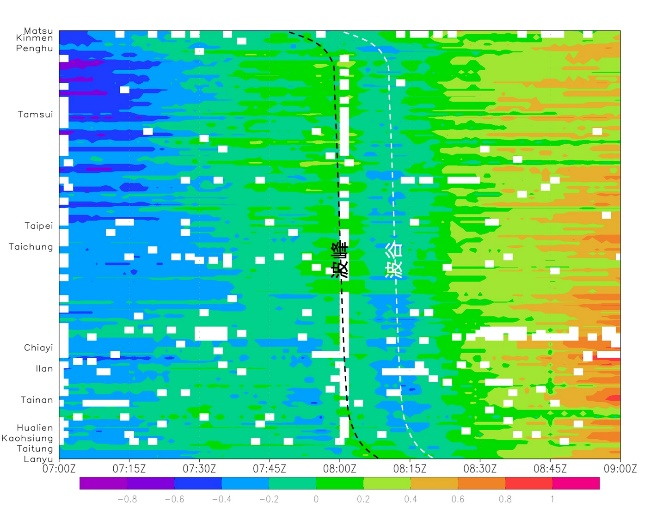 Matsu
Kinmen
Penghu
Tamsui
Taipei
Taichung
Chiayi
Ilan
Tainan
Hualien
Kaohsiung
Taitung
Lanyu
波峰
波谷
07:00Z 07:15Z 07:30Z 07:45Z 08:00Z 08:15Z 08:30Z 08:45Z 09:00Z
−0.8 −0.6 −0.4 −0.2 0 0.2 0.4 0.6 0.8 1